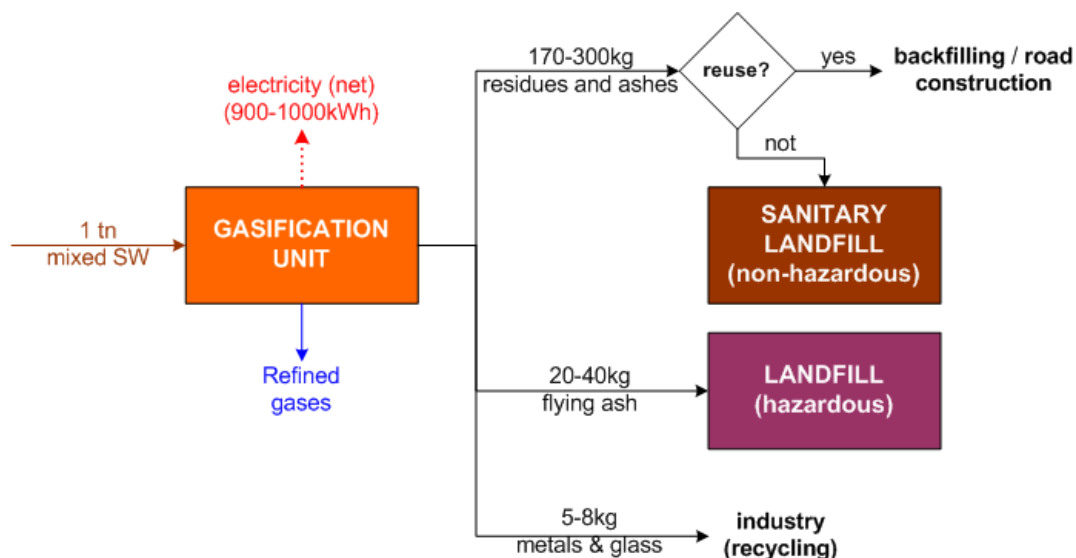 1 tn
mixed SW
electricity (net)
(900-1000kWh)
GASIFICATION
UNIT
Refined
gases
170-300kg
residues and ashes
reuse?
yes
backfilling / road
construction
not
SANITARY
LANDFILL
(non-hazardous)
20-40kg
flying ash
LANDFILL
(hazardous)
5-8kg
metals & glass
industry
(recycling)